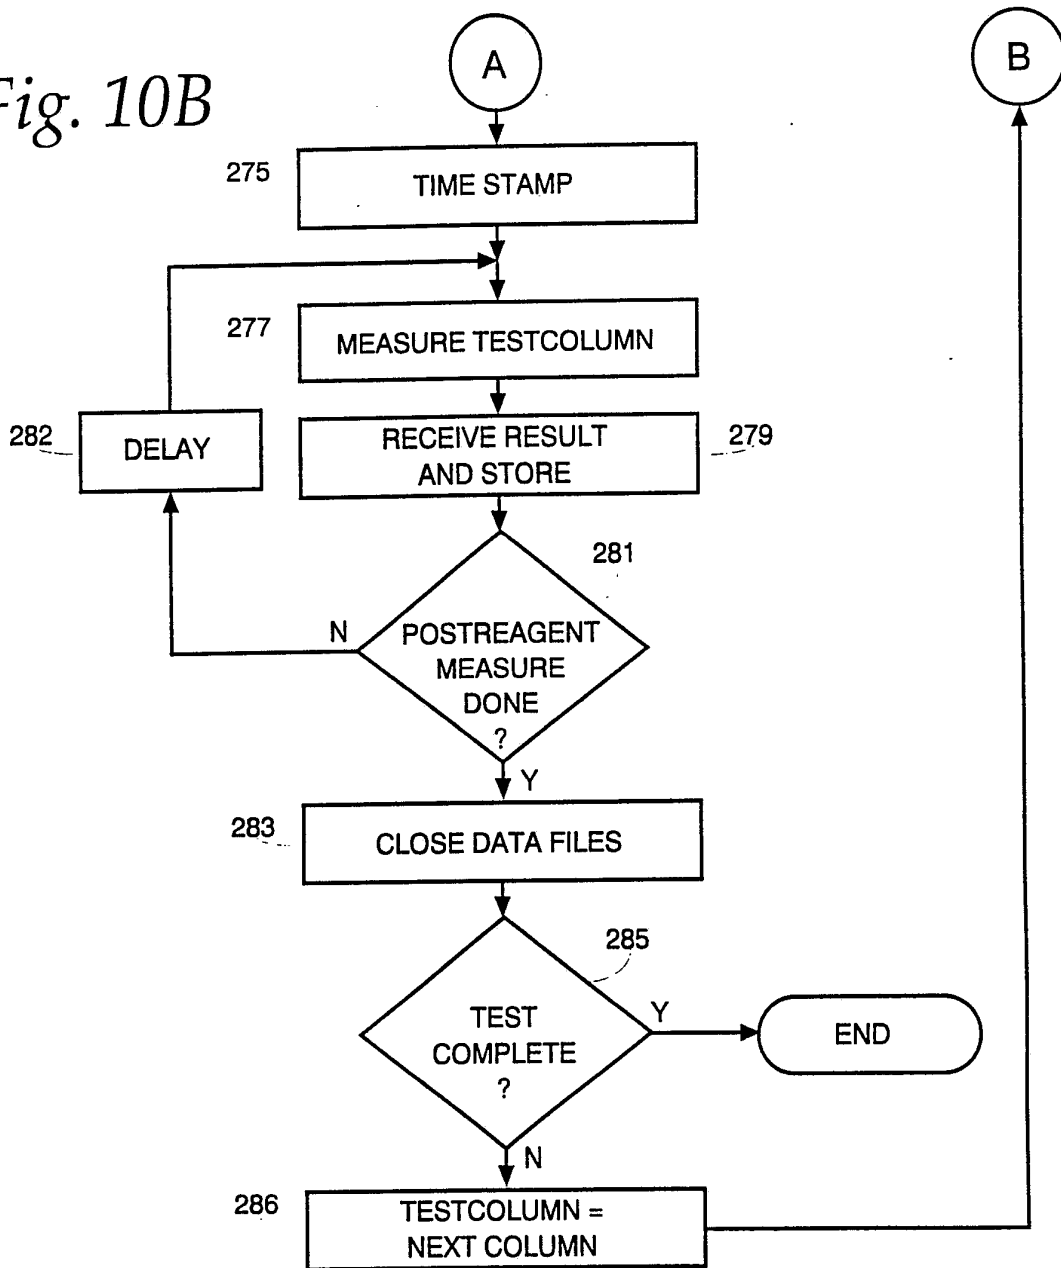 A
B
Fig. 10B
275
TIME STAMP
277
MEASURE TESTCOLUMN
282
DELAY
RECEIVE RESULT
AND STORE
279
281
N
POSTREAGENT
MEASURE
DONE
?
Y
283
CLOSE DATA FILES
285
Y
TEST
COMPLETE
?
END
N
286
TESTCOLUMN =
NEXT COLUMN